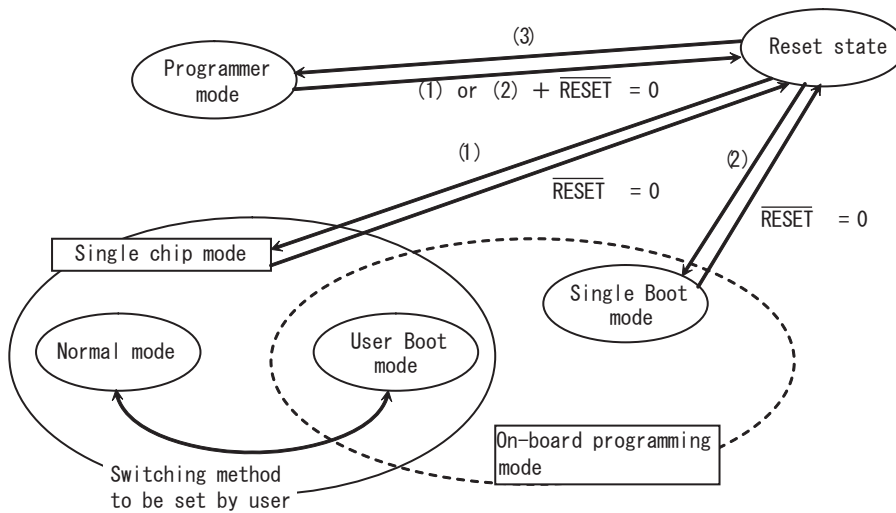 (3)
Reset state
Programmer
mode
(1) or (2) + RESET = 0
(1)
(2)
RESET = 0
RESET = 0
Single chip mode
Single Boot
mode
Normal mode
User Boot
mode
On-board programming
mode
Switching method
to be set by user